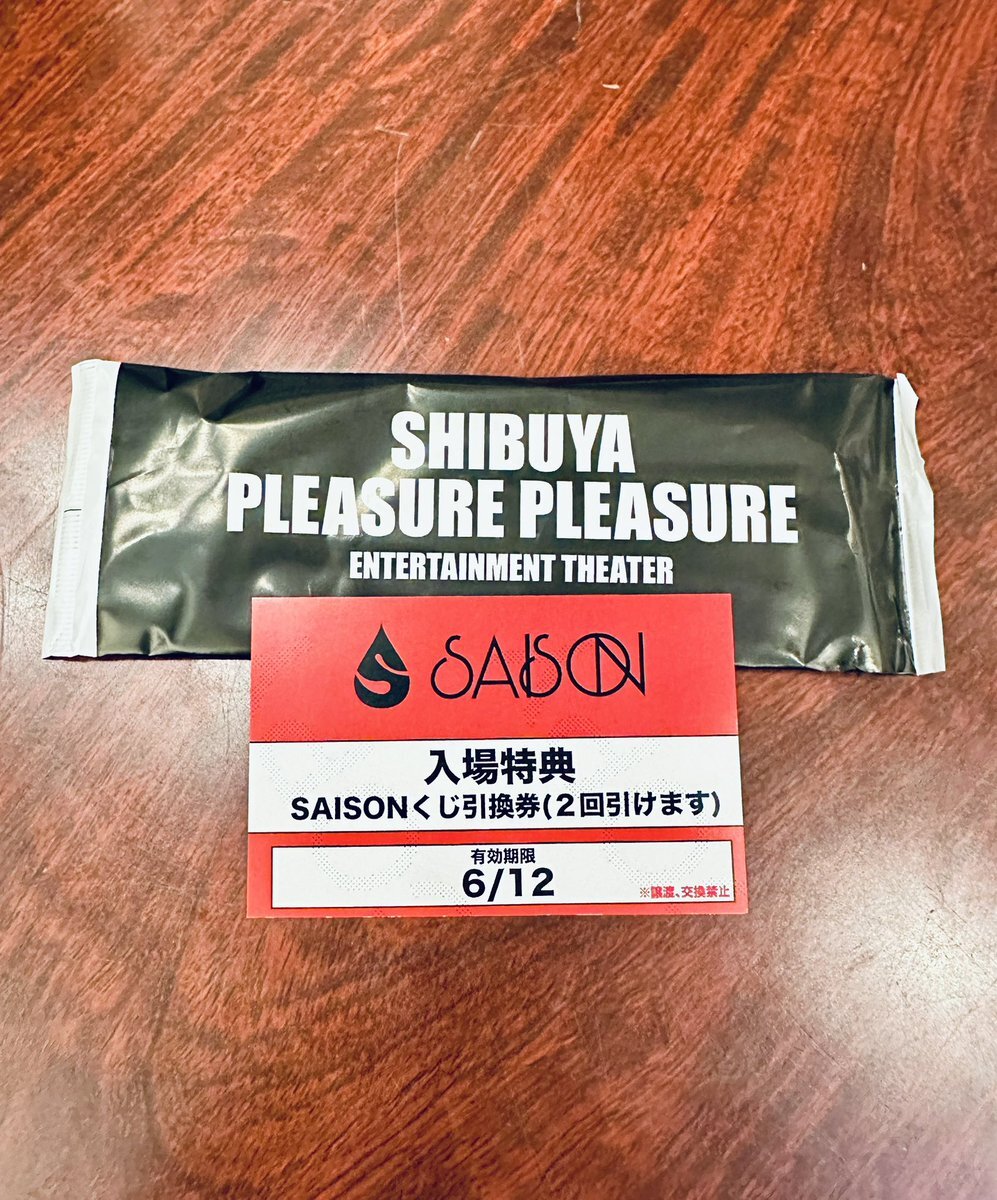 SHIBUYA
PLEASURE PLEASURE
ENTERTAINMENT THEATER
SAISON
入場特典
SAISONくじ引換券(2回引けます)
有効期限
6/12
※譲渡、交換禁止